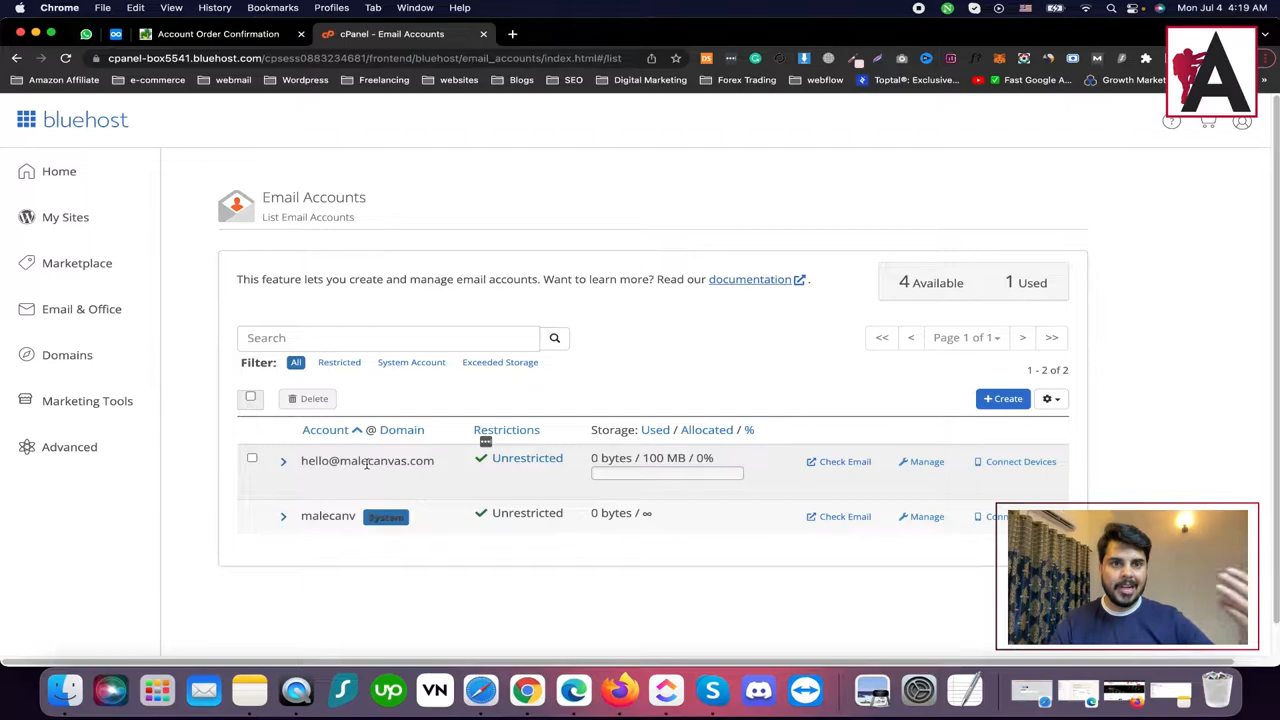 Chrome File Edit View History Bookmarks Profiles Tab Window Help Mon Jul 4 4:19 AM
Account Order Confirmation cPanel - Email Accounts
cpanel-box5541.bluehost.com/cpsess0883234681/frontend/bluehost/email_accounts/index.html#/list
Amazon Affiliate e-commerce webmail Wordpress Freelancing websites Blogs SEO Digital Marketing Forex Trading webflow Toptal®: Exclusive... Fast Google A... Growth Market
A
bluehost
Home
My Sites
Marketplace
Email & Office
Domains
Marketing Tools
Advanced
Email Accounts
List Email Accounts
This feature lets you create and manage email accounts. Want to learn more? Read our documentation .
4 Available 1 Used
Search
<< < Page 1 of 1 > >>
Filter: All Restricted System Account Exceeded Storage
1 - 2 of 2
Delete
+ Create
Account @ Domain Restrictions Storage: Used / Allocated / %
hello@malecanvas.com Unrestricted 0 bytes / 100 MB / 0% Check Email Manage Connect Devices
malecanv System Unrestricted 0 bytes / ∞ Check Email Manage
up VN